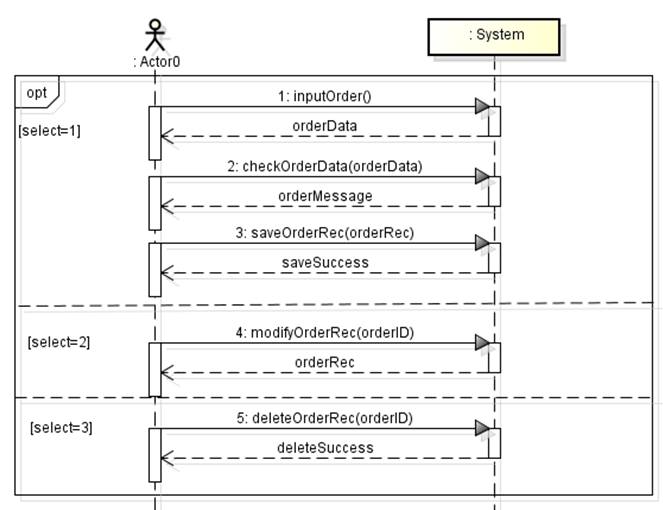 : Actor0
: System
opt
[select=1]
1: inputOrder()
orderData
2: checkOrderData(orderData)
orderMessage
3: saveOrderRec(orderRec)
saveSuccess
[select=2]
4: modifyOrderRec(orderID)
orderRec
[select=3]
5: deleteOrderRec(orderID)
deleteSuccess